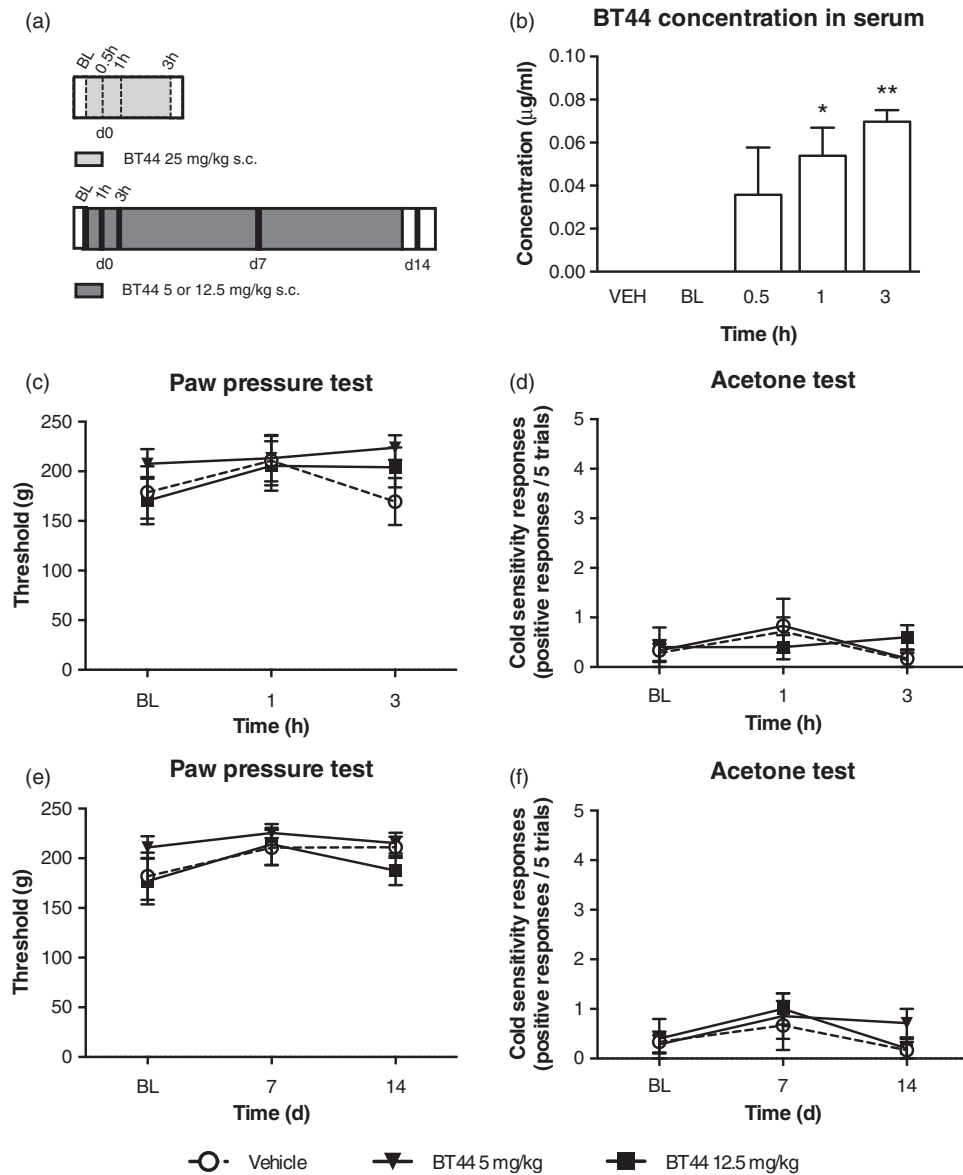 (a)
BL
0.5h
1h
3h
d0
BT44 25 mg/kg s.c.
BL
1h
3h
d0
d7
d14
BT44 5 or 12.5 mg/kg s.c.
(b)
BT44 concentration in serum
Concentration (μg/ml)
0.10
0.08
0.06
0.04
0.02
0.00
*
**
VEH
BL
0.5
1
3
Time (h)
(c)
Paw pressure test
Threshold (g)
250
200
150
100
50
0
BL
1
3
Time (h)
(d)
Acetone test
Cold sensitivity responses
(positive responses / 5 trials)
5
4
3
2
1
0
BL
1
3
Time (h)
(e)
Paw pressure test
Threshold (g)
250
200
150
100
50
0
BL
7
14
Time (d)
(f)
Acetone test
Cold sensitivity responses
(positive responses / 5 trials)
5
4
3
2
1
0
BL
7
14
Time (d)
Vehicle
BT44 5 mg/kg
BT44 12.5 mg/kg